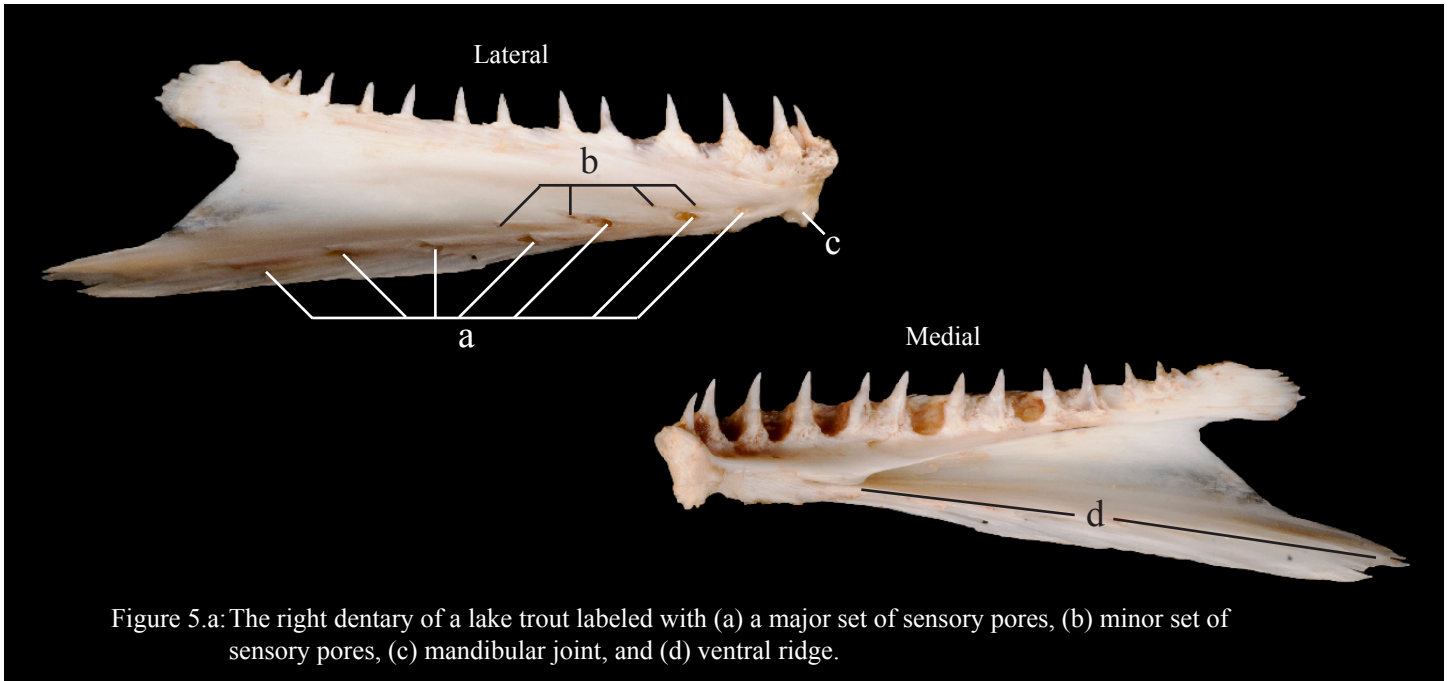 Lateral
b
c
a
Medial
d
Figure 5.a: The right dentary of a lake trout labeled with (a) a major set of sensory pores, (b) minor set of
sensory pores, (c) mandibular joint, and (d) ventral ridge.